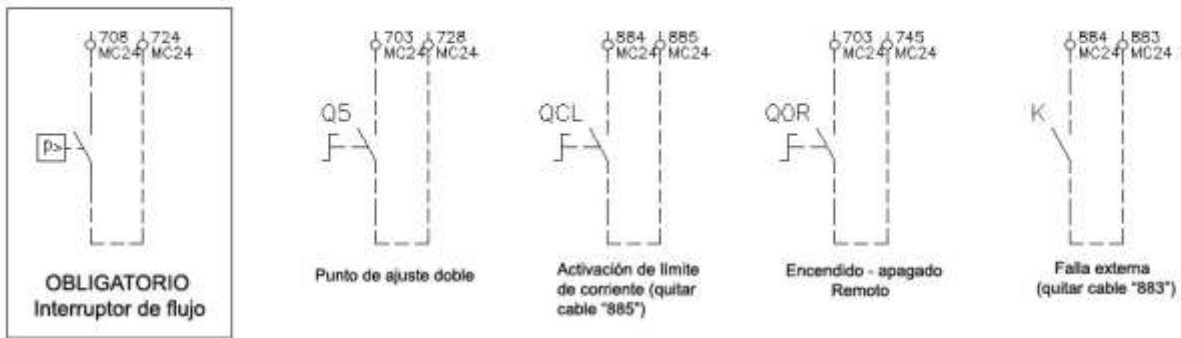 708 724
MC24 MC24
P>
OBLIGATORIO
Interruptor de flujo
703 728
MC24 MC24
Q5
Punto de ajuste doble
884 885
MC24 MC24
QCL
Activación de límite
de corriente (quitar
cable "885")
703 745
MC24 MC24
QOR
Encendido - apagado
Remoto
884 883
MC24 MC24
K
Falla externa
(quitar cable "883")